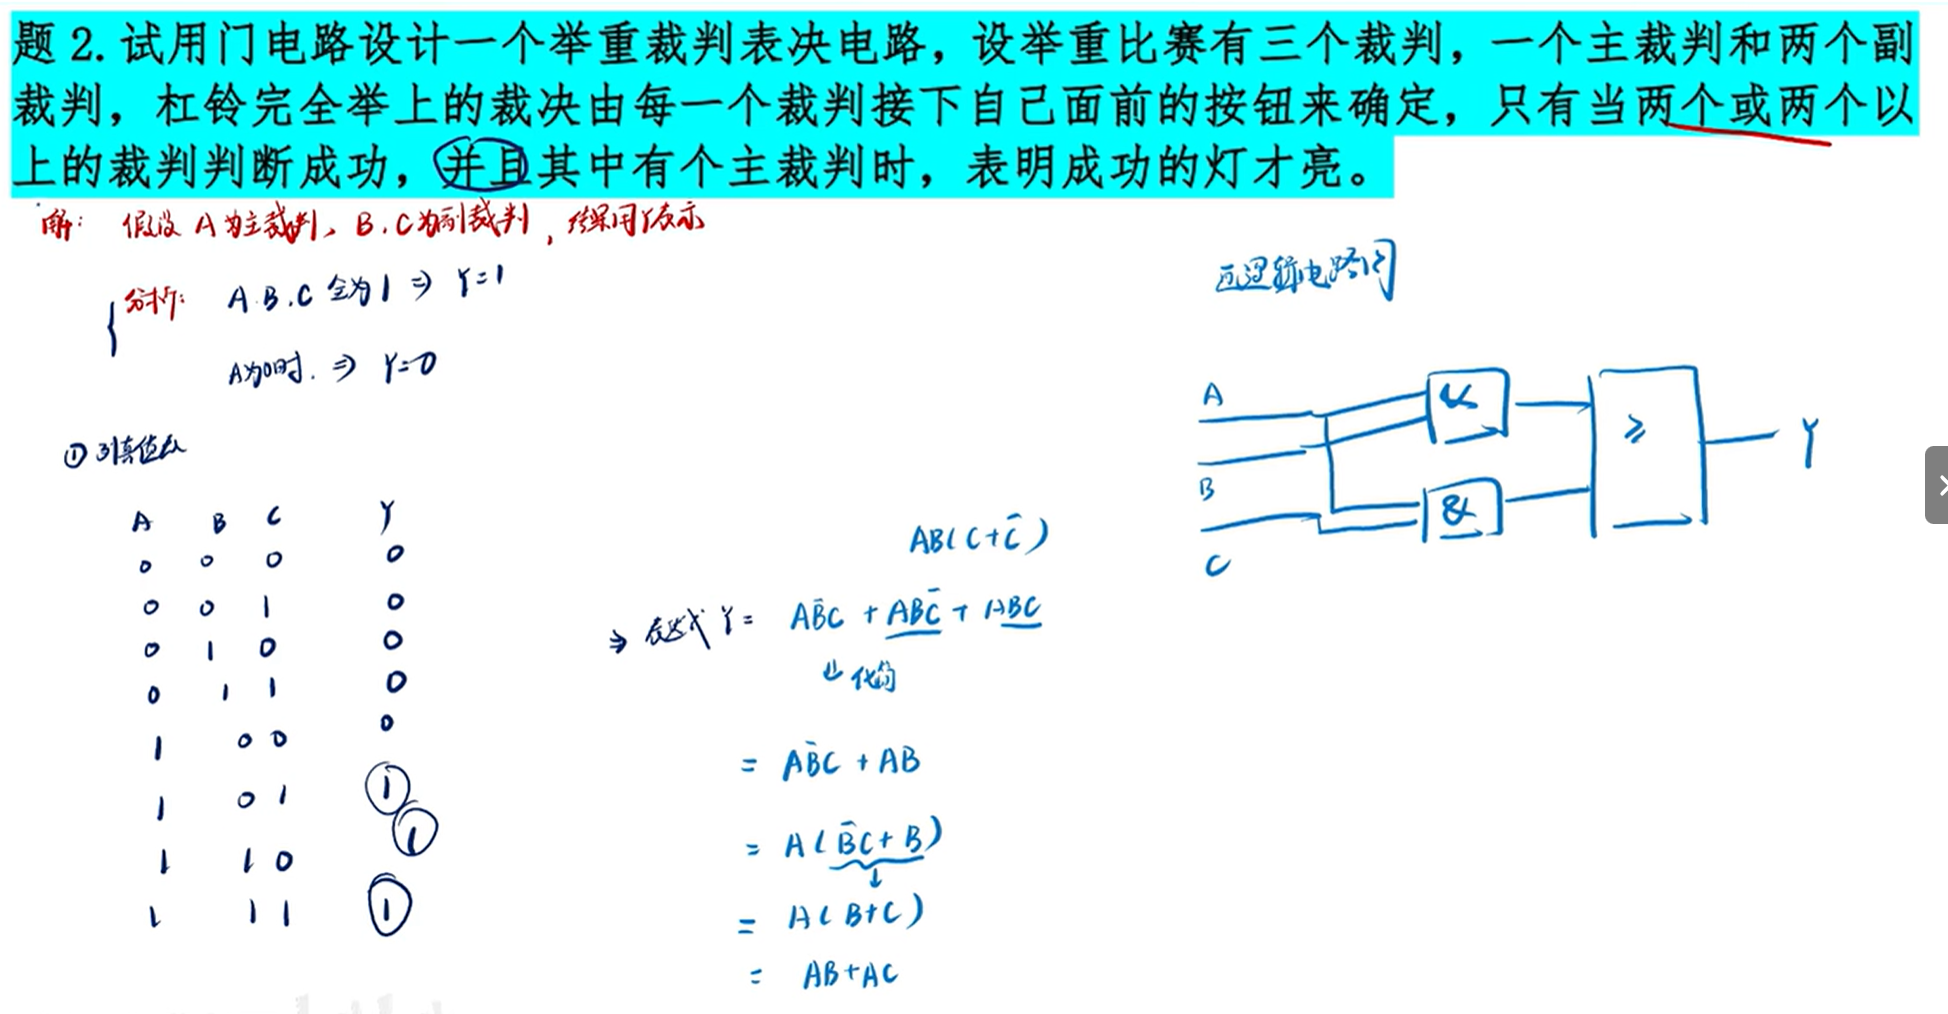 题 2. 试用门电路设计一个举重裁判表决电路，设举重比赛有三个裁判，一个主裁判和两个副
裁判，杠铃完全举上的裁决由每一个裁判接下自己面前的按钮来确定，只有当两个或两个以
上的裁判判断成功，并且其中有个主裁判时，表明成功的灯才亮。
解: 假设 A 为主裁判、B.C为副裁判，结果用Y表示
分析: A.B.C 全为1 ⇒ Y=1
A为0时. ⇒ Y=0
① 列真值表
A B C Y
0 0 0 0
0 0 1 0
0 1 0 0
0 1 1 0
1 0 0 0
1 0 1 1
1 1 0 1
1 1 1 1
AB(C+C̄)
⇒ 表达式 Y= AB̄C + ABC̄ + ABC
↓ 化简
= AB̄C + AB
= A(B̄C+B)
= A(B+C)
= AB+AC
逻辑电路图
A
B
C
&
&
≥
Y